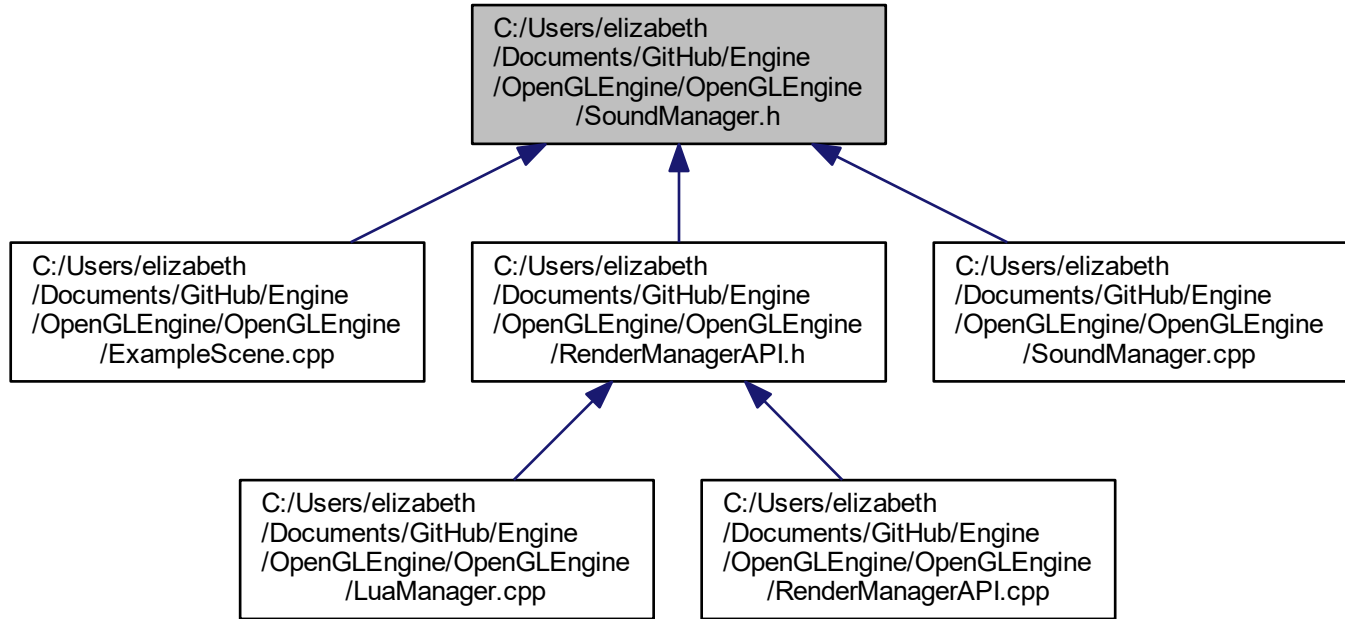 C:/Users/elizabeth
/Documents/GitHub/Engine
/OpenGLEngine/OpenGLEngine
/SoundManager.h
C:/Users/elizabeth
/Documents/GitHub/Engine
/OpenGLEngine/OpenGLEngine
/ExampleScene.cpp
C:/Users/elizabeth
/Documents/GitHub/Engine
/OpenGLEngine/OpenGLEngine
/RenderManagerAPI.h
C:/Users/elizabeth
/Documents/GitHub/Engine
/OpenGLEngine/OpenGLEngine
/SoundManager.cpp
C:/Users/elizabeth
/Documents/GitHub/Engine
/OpenGLEngine/OpenGLEngine
/LuaManager.cpp
C:/Users/elizabeth
/Documents/GitHub/Engine
/OpenGLEngine/OpenGLEngine
/RenderManagerAPI.cpp